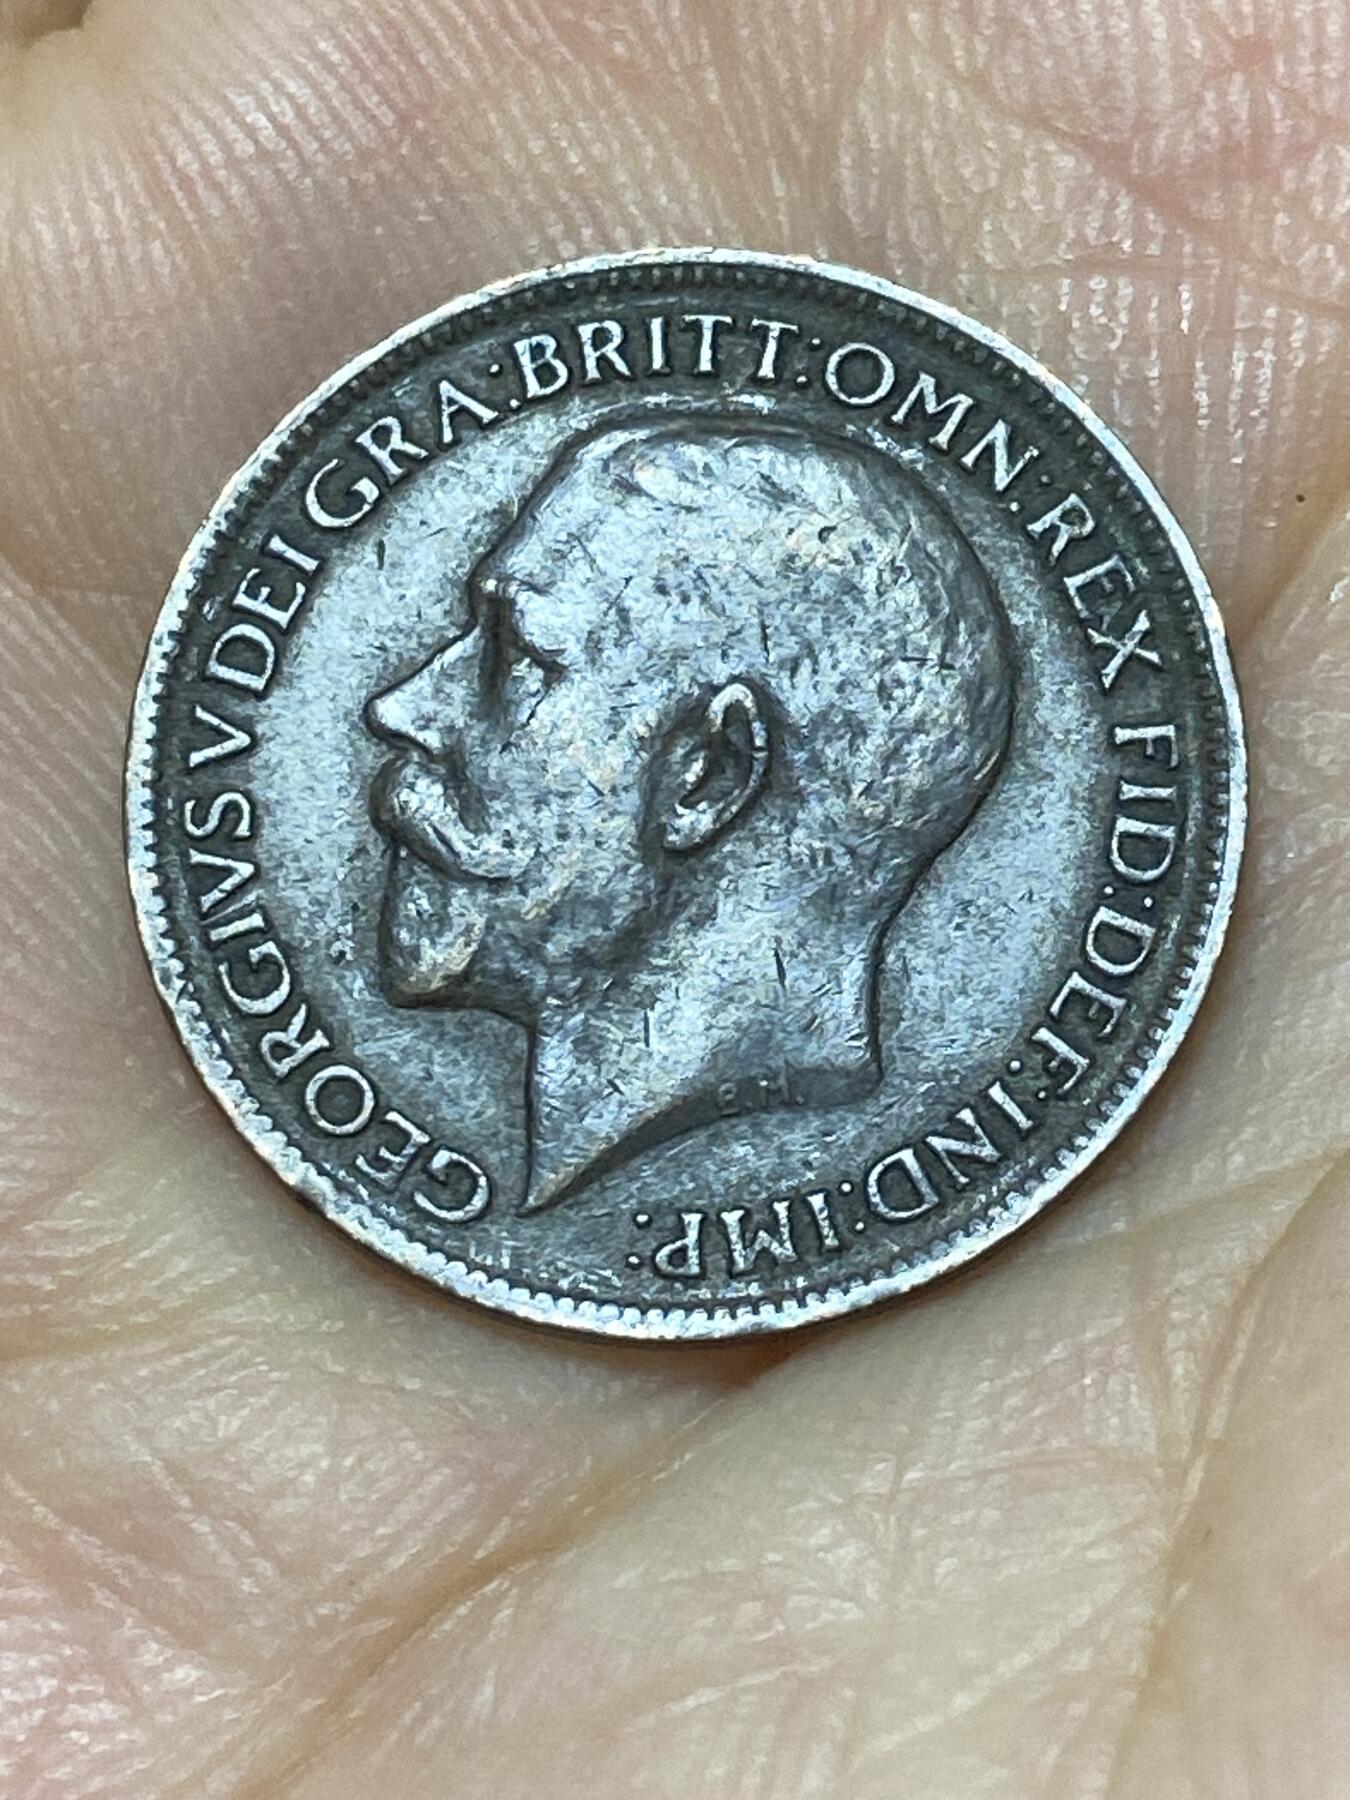 GEORGIVS V DEI GRA:BRITT:OMN:REX FID:DEF:IND:IMP:
B.M.